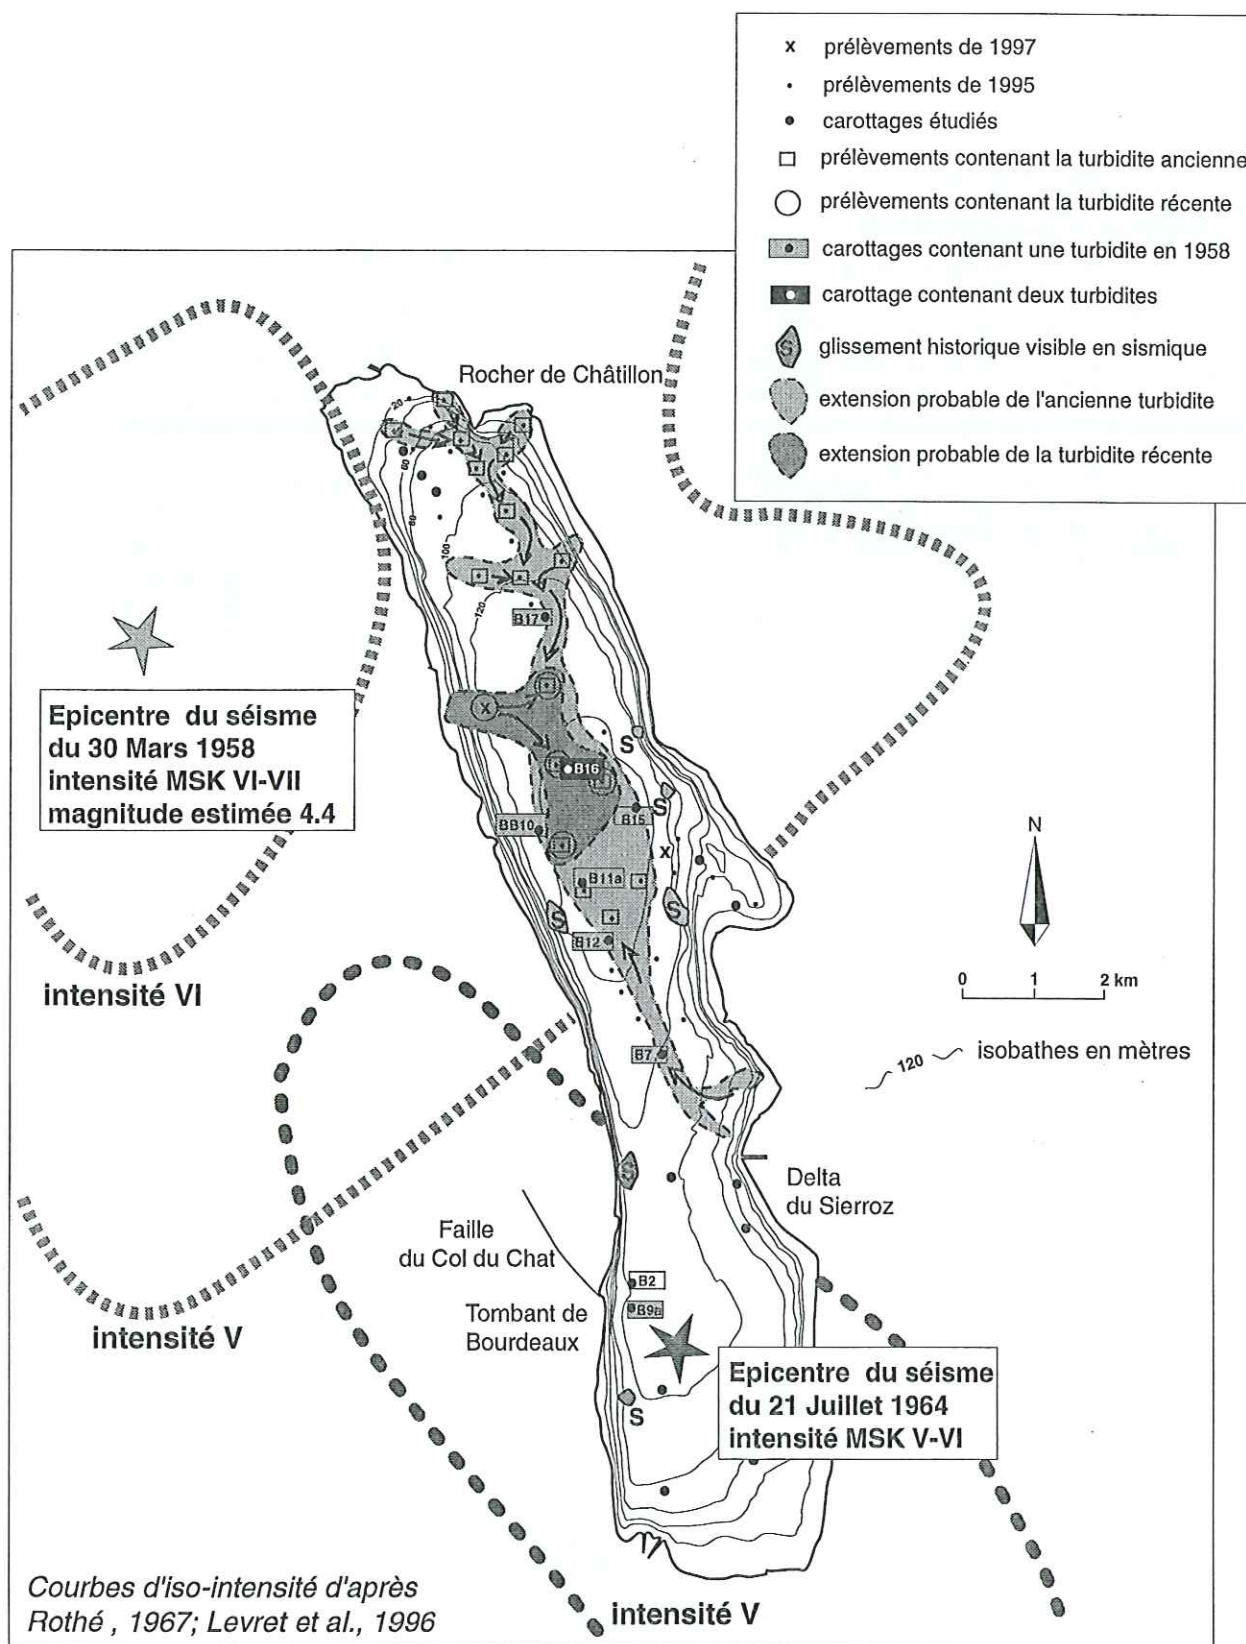 prélèvements de 1997
prélèvements de 1995
carottages étudiés
prélèvements contenant la turbidite ancienne
prélèvements contenant la turbidite récente
carottages contenant une turbidite en 1958
carottage contenant deux turbidites
S glissement historique visible en sismique
extension probable de l'ancienne turbidite
extension probable de la turbidite récente
Rocher de Châtillon
20
60
80
100
120
B17
Epicentre du séisme
du 30 Mars 1958
intensité MSK VI-VII
magnitude estimée 4.4
S
B16
S
B15
BB10
B11a
S
S
B12
N
0 1 2 km
intensité VI
B7
120 isobathes en mètres
S
Delta
du Sierroz
Faille
du Col du Chat
B2
B9a
Tombant de
Bourdeaux
intensité V
Epicentre du séisme
du 21 Juillet 1964
intensité MSK V-VI
S
Courbes d'iso-intensité d'après
Rothé , 1967; Levret et al., 1996
intensité V